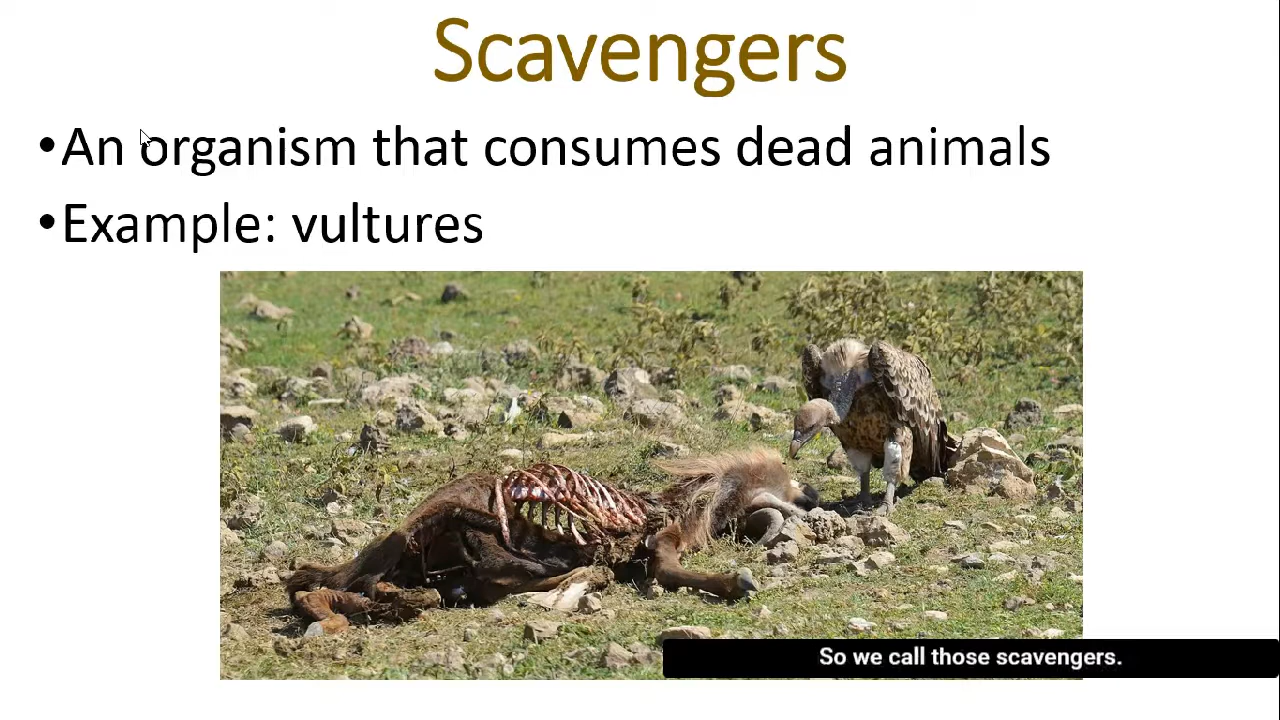 Scavengers
•An organism that consumes dead animals
•Example: vultures
So we call those scavengers.